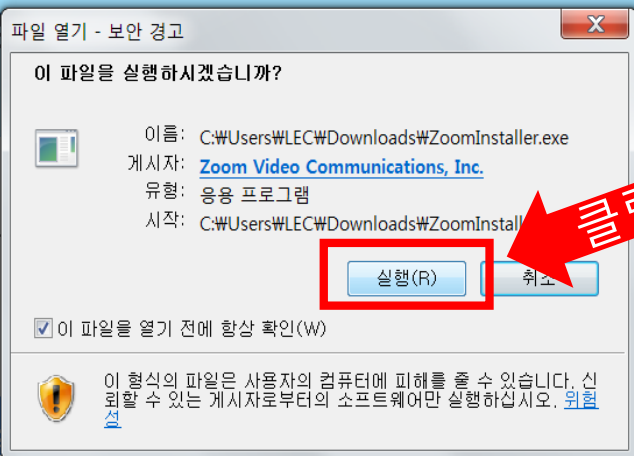 파일 열기 - 보안 경고
이 파일을 실행하시겠습니까?
이름: C:₩Users₩LEC₩Downloads₩ZoomInstaller.exe
게시자: Zoom Video Communications, Inc.
유형: 응용 프로그램
시작: C:₩Users₩LEC₩Downloads₩ZoomInstall
실행(R)
이 파일을 열기 전에 항상 확인(W)
이 형식의 파일은 사용자의 컴퓨터에 피해를 줄 수 있습니다. 신
뢰할 수 있는 게시자로부터의 소프트웨어만 실행하십시오. 위험
성